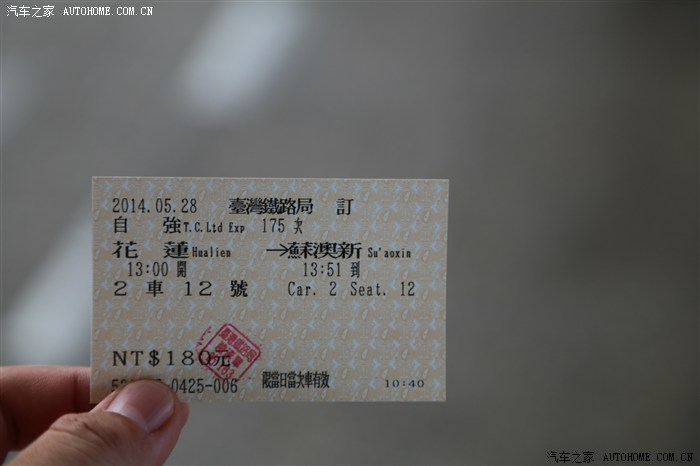 汽车之家 AUTOHOME.COM.CN
2014.05.28 臺灣鐵路局 訂
自 強 T.C.Ltd Exp 175 次
花 蓮 Hualien →蘇澳新 Su'aoxin
13:00 開 13:51 到
2 車 12 號 Car. 2 Seat. 12
NT$180元
0425-006 限當日當次車有效 10:40
汽车之家 AUTOHOME.COM.CN